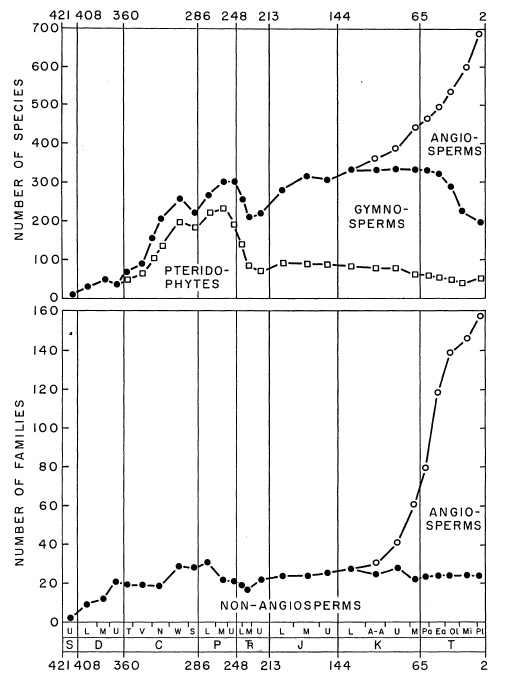 421 408 360 286 248 213 144 65 2
700
600
500
400
300
200
100
0
NUMBER OF SPECIES
ANGIO-
SPERMS
GYMNO-
SPERMS
PTERIDO-
PHYTES
160
140
120
100
80
60
40
20
0
NUMBER OF FAMILIES
ANGIO-
SPERMS
NON-ANGIOSPERMS
U L M U T V N W S L M U L M U L M U L A-A U M Pa Eo Ol Mi Pl
S D C P TR J K T
421 408 360 286 248 213 144 65 2